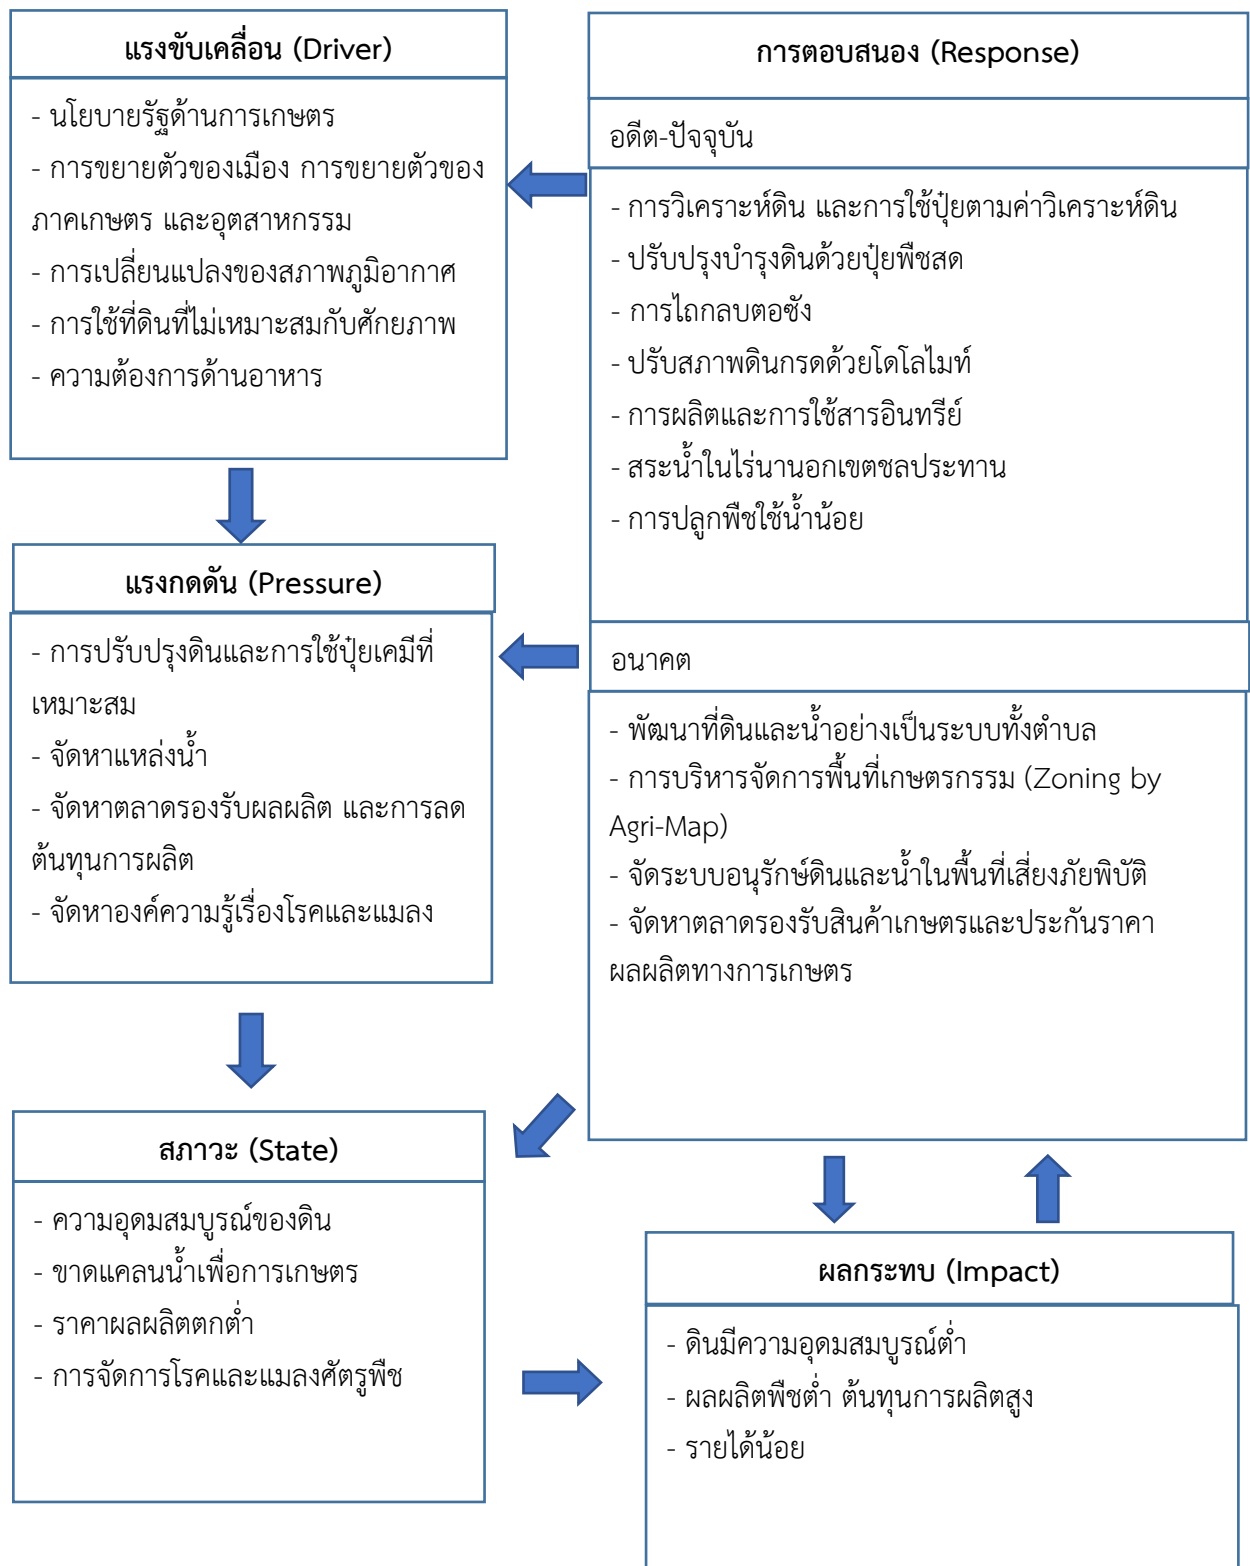 แรงขับเคลื่อน (Driver)
- นโยบายรัฐด้านการเกษตร
- การขยายตัวของเมือง การขยายตัวของ
ภาคเกษตร และอุตสาหกรรม
- การเปลี่ยนแปลงของสภาพภูมิอากาศ
- การใช้ที่ดินที่ไม่เหมาะสมกับศักยภาพ
- ความต้องการด้านอาหาร
แรงกดดัน (Pressure)
- การปรับปรุงดินและการใช้ปุ๋ยเคมีที่
เหมาะสม
- จัดหาแหล่งน้ำ
- จัดหาตลาดรองรับผลผลิต และการลด
ต้นทุนการผลิต
- จัดหาองค์ความรู้เรื่องโรคและแมลง
สภาวะ (State)
- ความอุดมสมบูรณ์ของดิน
- ขาดแคลนน้ำเพื่อการเกษตร
- ราคาผลผลิตตกต่ำ
- การจัดการโรคและแมลงศัตรูพืช
การตอบสนอง (Response)
อดีต-ปัจจุบัน
- การวิเคราะห์ดิน และการใช้ปุ๋ยตามค่าวิเคราะห์ดิน
- ปรับปรุงบำรุงดินด้วยปุ๋ยพืชสด
- การไถกลบตอซัง
- ปรับสภาพดินกรดด้วยโดโลไมท์
- การผลิตและการใช้สารอินทรีย์
- สระน้ำในไร่นานอกเขตชลประทาน
- การปลูกพืชใช้น้ำน้อย
อนาคต
- พัฒนาที่ดินและน้ำอย่างเป็นระบบทั้งตำบล
- การบริหารจัดการพื้นที่เกษตรกรรม (Zoning by
Agri-Map)
- จัดระบบอนุรักษ์ดินและน้ำในพื้นที่เสี่ยงภัยพิบัติ
- จัดหาตลาดรองรับสินค้าเกษตรและประกันราคา
ผลผลิตทางการเกษตร
ผลกระทบ (Impact)
- ดินมีความอุดมสมบูรณ์ต่ำ
- ผลผลิตพืชต่ำ ต้นทุนการผลิตสูง
- รายได้น้อย